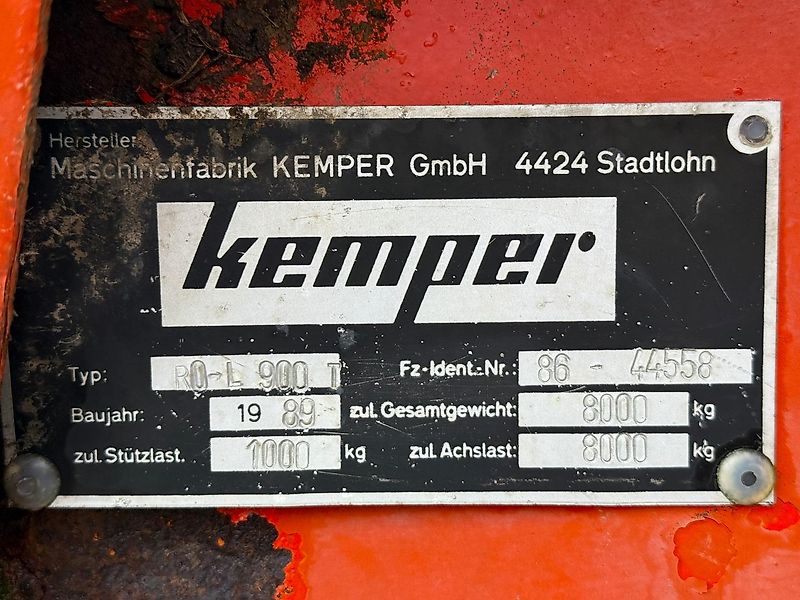 Hersteller
Maschinenfabrik KEMPER GmbH 4424 Stadtlohn
kemper
Typ: RO-L 900 T Fz-Ident.-Nr.: 86 - 44558
Baujahr: 1989 zul. Gesamtgewicht: 8000 kg
zul. Stützlast. 1000 kg zul. Achslast: 8000 kg